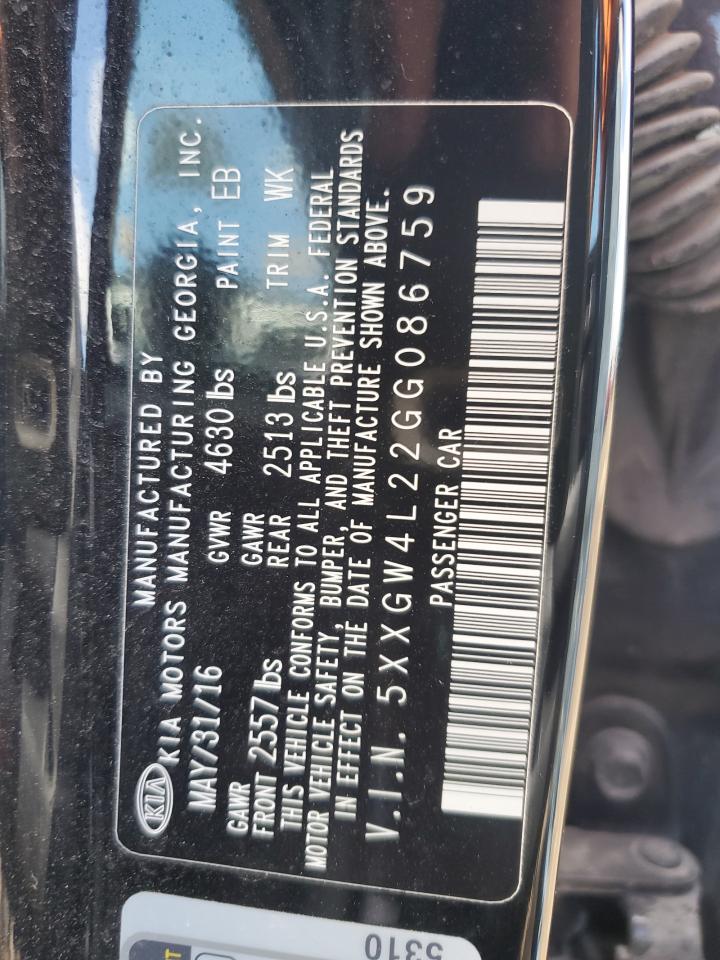 MANUFACTURED BY
KIA KIA MOTORS MANUFACTURING GEORGIA, INC.
MAY/31/16 GVWR 4630 lbs PAINT EB
GAWR FRONT 2557 lbs GAWR REAR 2513 lbs TRIM WK
THIS VEHICLE CONFORMS TO ALL APPLICABLE U.S.A. FEDERAL
MOTOR VEHICLE SAFETY, BUMPER, AND THEFT PREVENTION STANDARDS
IN EFFECT ON THE DATE OF MANUFACTURE SHOWN ABOVE.
V.I.N. 5XXGW4L22GG086759
PASSENGER CAR
5310